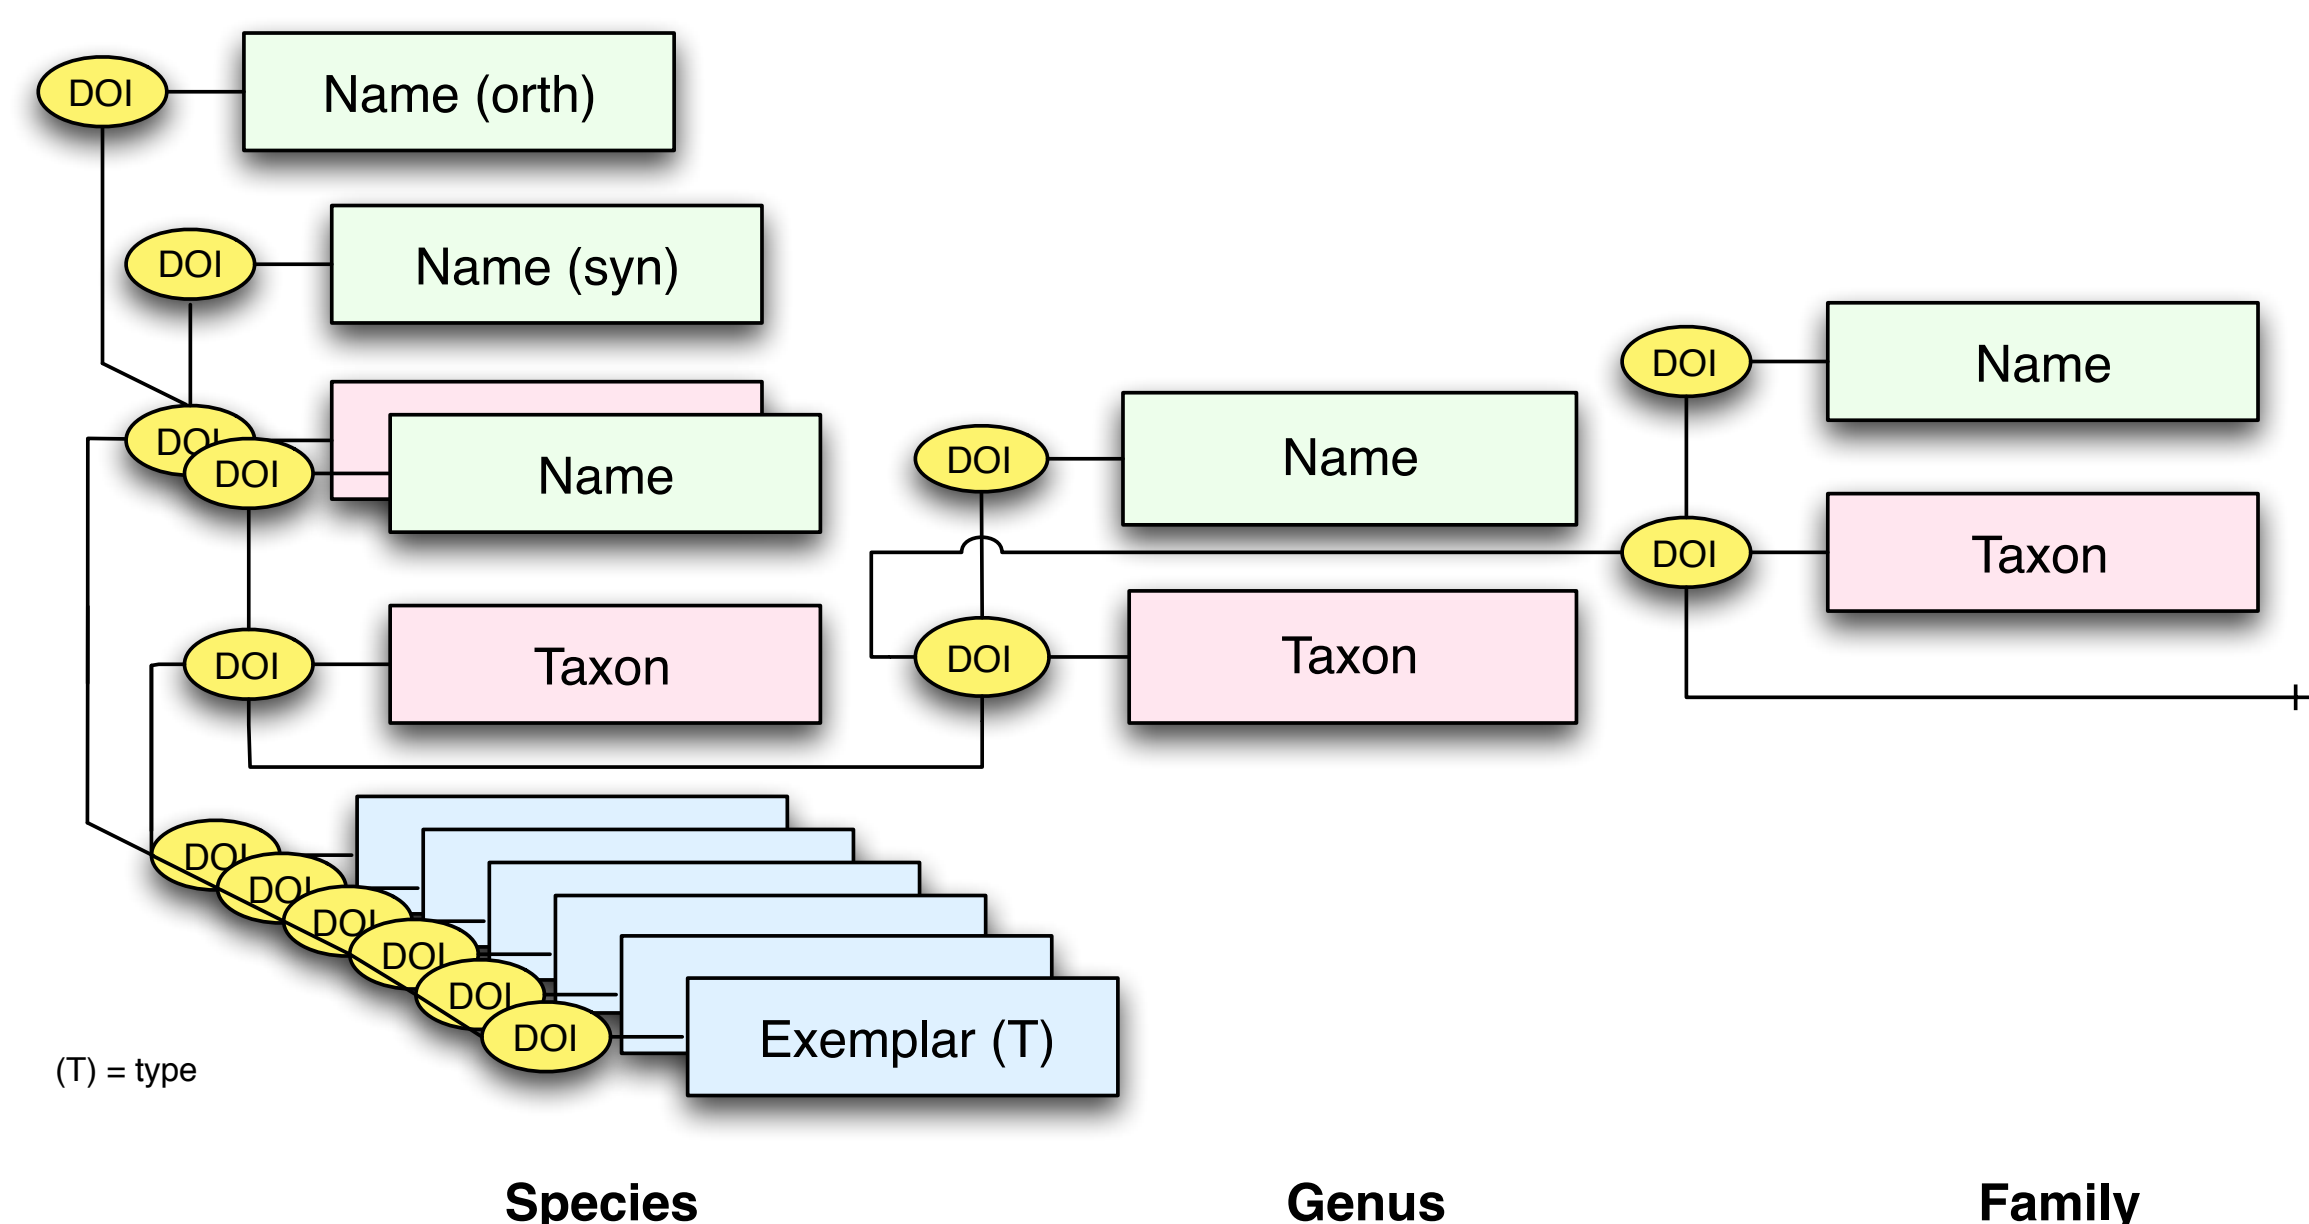 DOI
Name (orth)
DOI
Name (syn)
DOI
DOI
Name
DOI
Taxon
DOI
DOI
DOI
DOI
DOI
DOI
Exemplar (T)
(T) = type
Species
DOI
Name
DOI
Taxon
Genus
DOI
Name
DOI
Taxon
Family